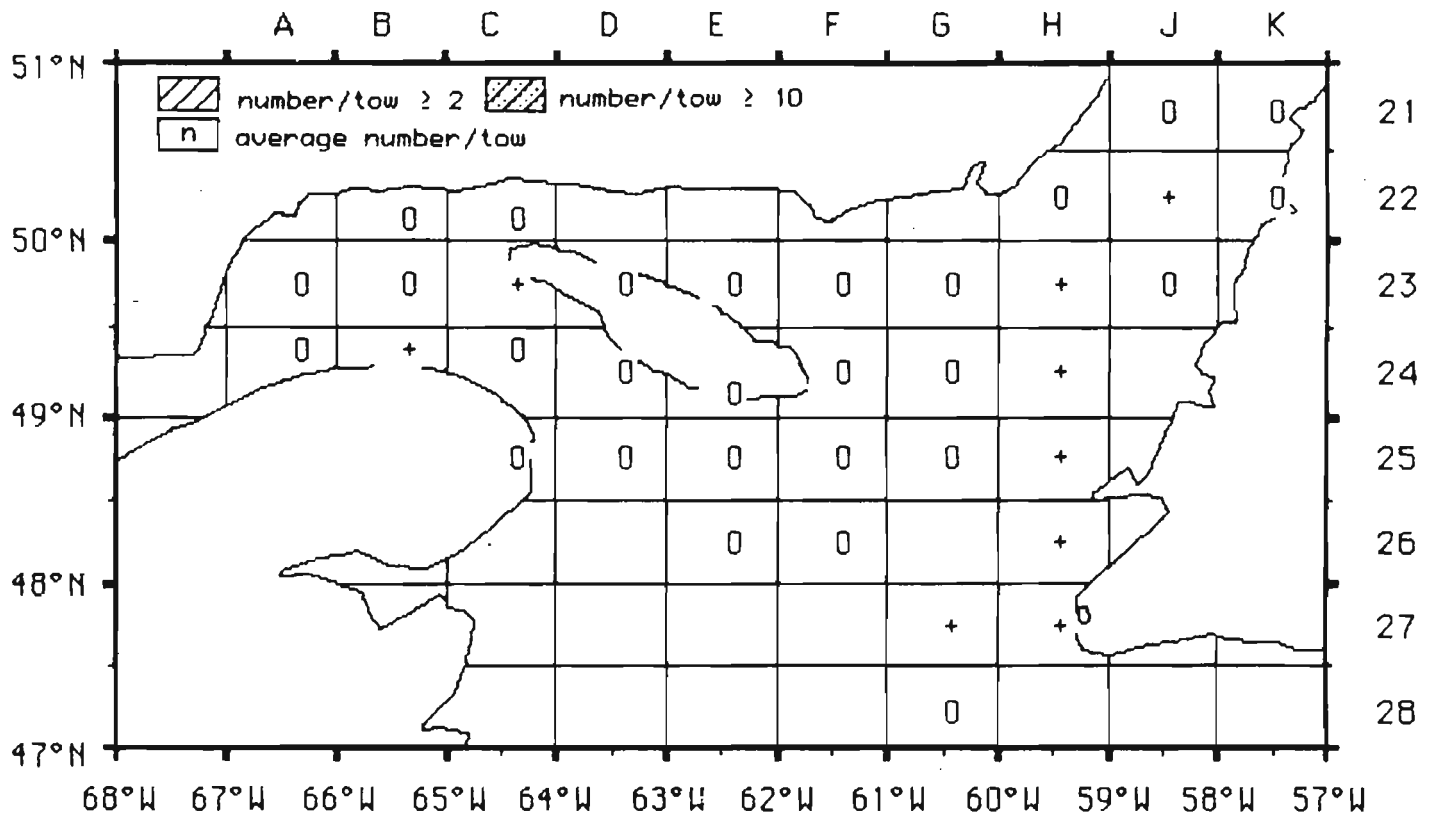 A B C D E F G H J K
51°N
number/tow ≥ 2 number/tow ≥ 10
n average number/tow
0 0 21
0 0 0 + 0 22
50°N
0 0 + 0 0 0 0 + 0 23
0 + 0 0 0 0 0 + 24
49°N
0 0 0 0 0 + 25
0 0 + 26
48°N
+ + 27
0 28
47°N
68°W 67°W 66°W 65°W 64°W 63°W 62°W 61°W 60°W 59°W 58°W 57°W